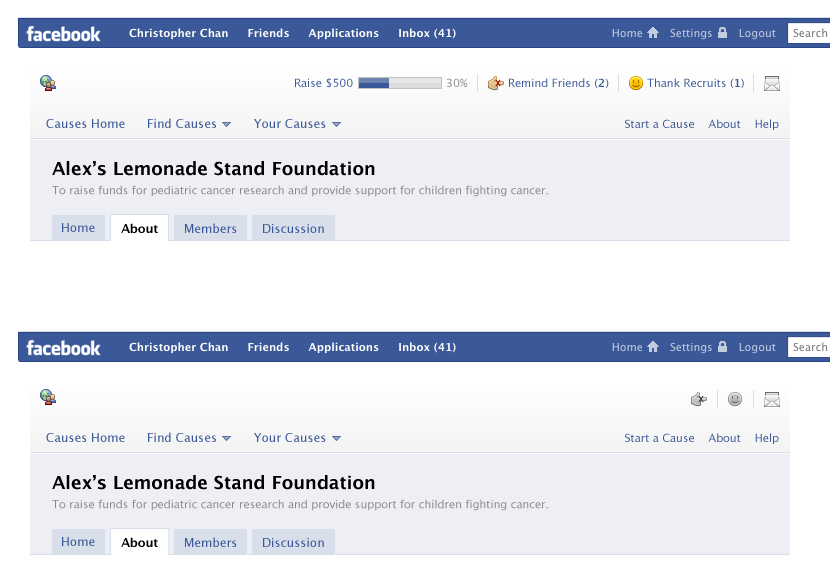 facebook Christopher Chan Friends Applications Inbox (41) Home Settings Logout Search
Raise $500 30% Remind Friends (2) Thank Recruits (1)
Causes Home Find Causes Your Causes Start a Cause About Help
Alex's Lemonade Stand Foundation
To raise funds for pediatric cancer research and provide support for children fighting cancer.
Home About Members Discussion
facebook Christopher Chan Friends Applications Inbox (41) Home Settings Logout Search
Causes Home Find Causes Your Causes Start a Cause About Help
Alex's Lemonade Stand Foundation
To raise funds for pediatric cancer research and provide support for children fighting cancer.
Home About Members Discussion